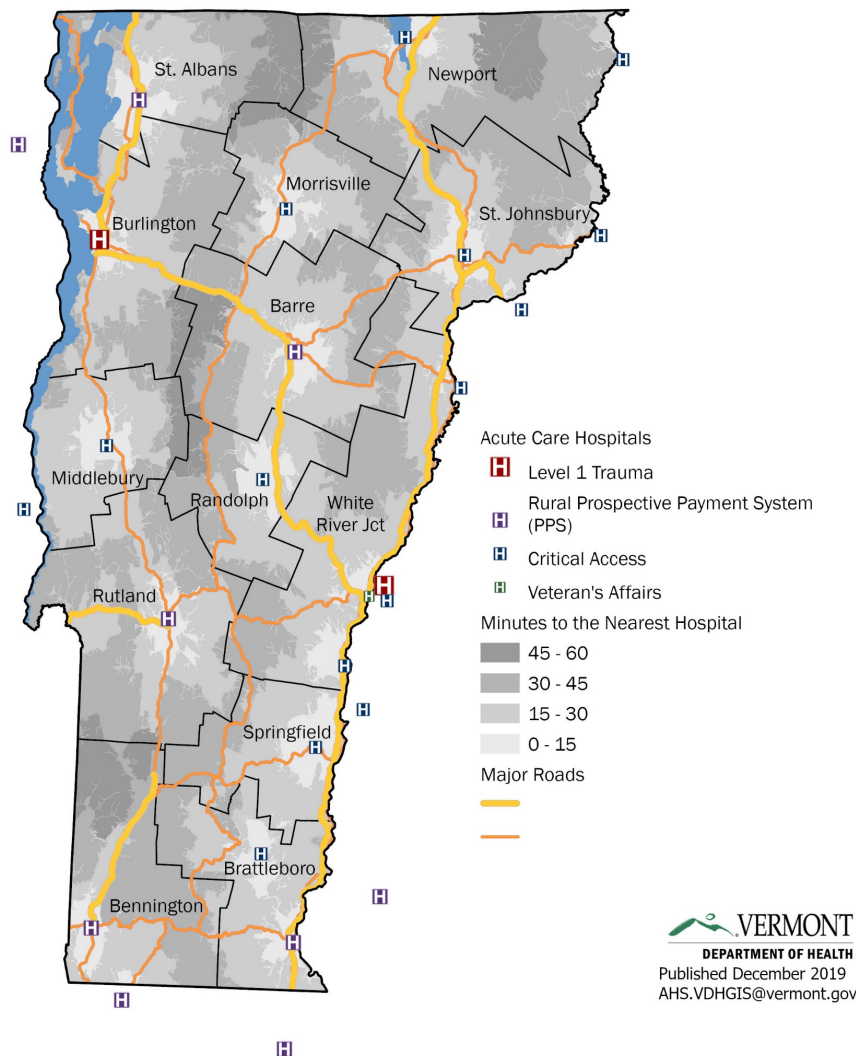 St. Albans
Newport
Morrisville
St. Johnsbury
Burlington
Barre
Middlebury
Randolph
White
River Jct
Rutland
Springfield
Brattleboro
Bennington
Acute Care Hospitals
H Level 1 Trauma
H Rural Prospective Payment System
(PPS)
H Critical Access
H Veteran's Affairs
Minutes to the Nearest Hospital
45 - 60
30 - 45
15 - 30
0 - 15
Major Roads
VERMONT
DEPARTMENT OF HEALTH
Published December 2019
AHS.VDHGIS@vermont.gov